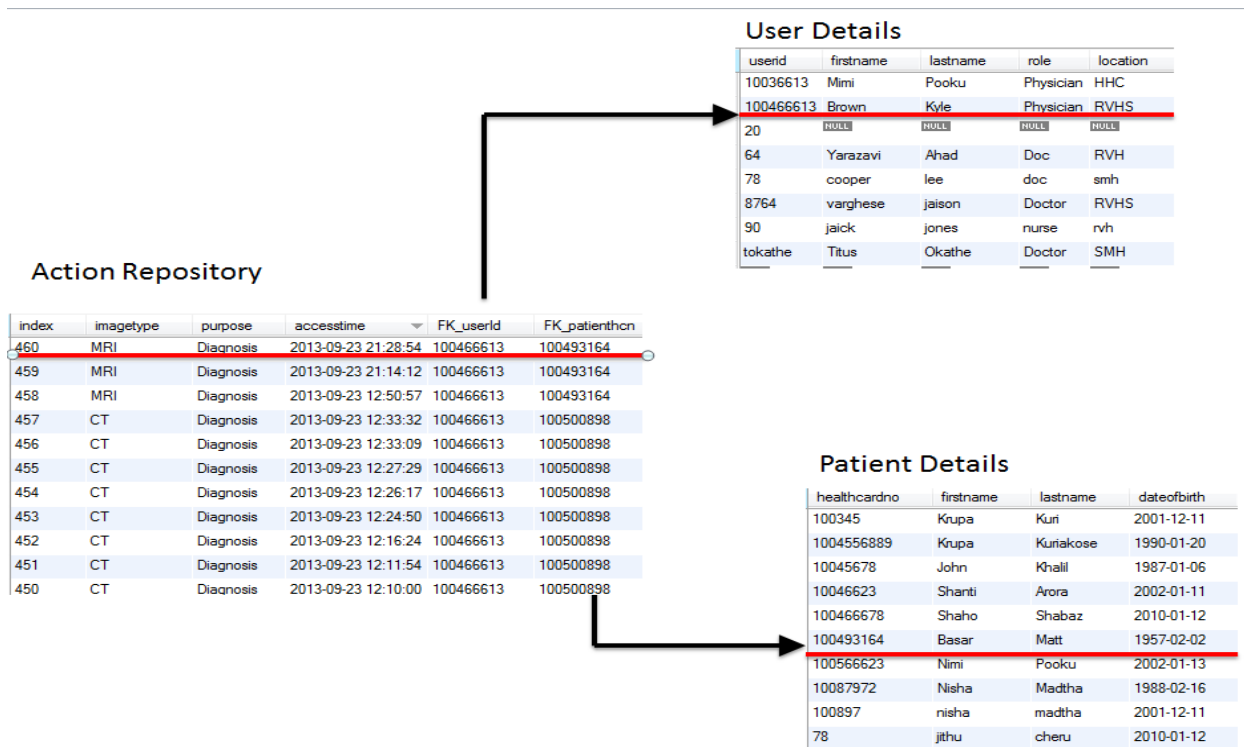 User Details
userid firstname lastname role location
10036613 Mimi Pooku Physician HHC
100466613 Brown Kyle Physician RVHS
20 NULL NULL NULL NULL
64 Yarazavi Ahad Doc RVH
78 cooper lee doc smh
8764 varghese jaison Doctor RVHS
90 jaick jones nurse rvh
tokathe Titus Okathe Doctor SMH
Action Repository
index imagetype purpose accesstime FK_userId FK_patienthcn
460 MRI Diagnosis 2013-09-23 21:28:54 100466613 100493164
459 MRI Diagnosis 2013-09-23 21:14:12 100466613 100493164
458 MRI Diagnosis 2013-09-23 12:50:57 100466613 100493164
457 CT Diagnosis 2013-09-23 12:33:32 100466613 100500898
456 CT Diagnosis 2013-09-23 12:33:09 100466613 100500898
455 CT Diagnosis 2013-09-23 12:27:29 100466613 100500898
454 CT Diagnosis 2013-09-23 12:26:17 100466613 100500898
453 CT Diagnosis 2013-09-23 12:24:50 100466613 100500898
452 CT Diagnosis 2013-09-23 12:16:24 100466613 100500898
451 CT Diagnosis 2013-09-23 12:11:54 100466613 100500898
450 CT Diagnosis 2013-09-23 12:10:00 100466613 100500898
Patient Details
healthcardno firstname lastname dateofbirth
100345 Krupa Kuri 2001-12-11
1004556889 Krupa Kuriakose 1990-01-20
10045678 John Khalil 1987-01-06
10046623 Shanti Arora 2002-01-11
100466678 Shaho Shabaz 2010-01-12
100493164 Basar Matt 1957-02-02
100566623 Nimi Pooku 2002-01-13
10087972 Nisha Madtha 1988-02-16
100897 nisha madtha 2001-12-11
78 jithu cheru 2010-01-12